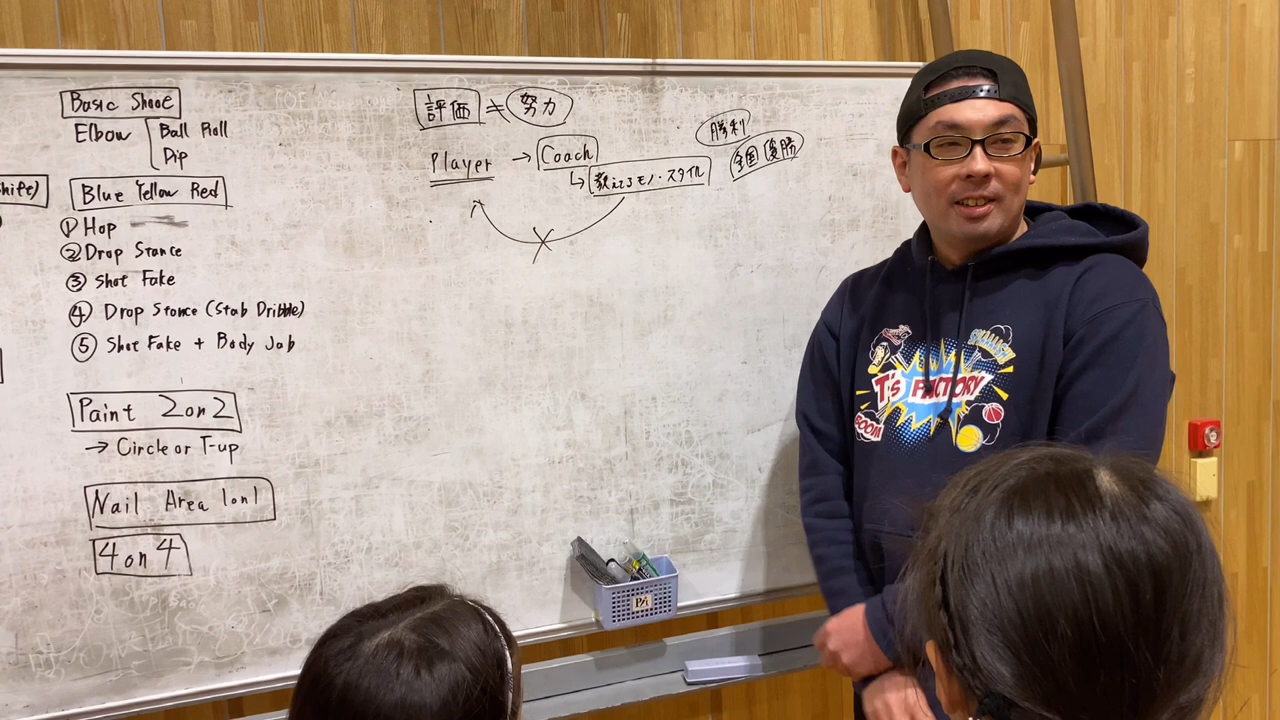 Basic Shoot
Elbow
Ball Roll
Dip
Blue Yellow Red
① Hop
② Drop Stance
③ Shot Fake
④ Drop Stance (Stab Dribble)
⑤ Shot Fake + Body Jab
Paint 2on2
→ Circle or T-up
Nail Area 1on1
4on4
評価 ≠ 努力
Player → Coach
↳ 教えるモノ・スタイル
勝利
全国優勝
SMAAASH!
T's FACTORY
BOOM